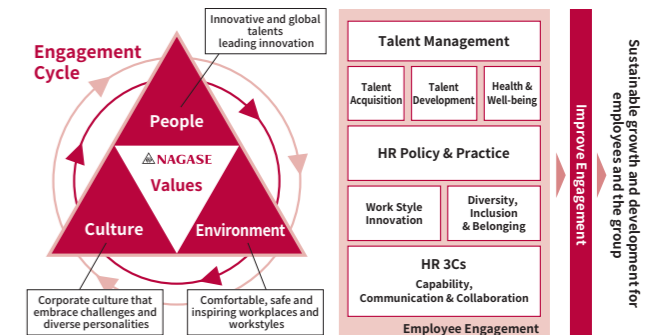 Engagement
Cycle
Innovative and global
talents
leading innovation
People
NAGASE
Values
Culture
Environment
Corporate culture that
embrace challenges and
diverse personalities
Comfortable, safe and
inspiring workplaces and
workstyles
Talent Management
Talent
Acquisition
Talent
Development
Health &
Well-being
HR Policy & Practice
Work Style
Innovation
Diversity,
Inclusion
& Belonging
HR 3Cs
Capability,
Communication & Collaboration
Employee Engagement
Improve Engagement
Sustainable growth and development for
employees and the group